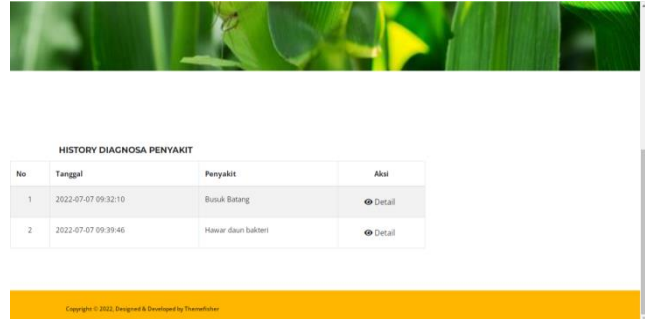 HISTORY DIAGNOSA PENYAKIT
No Tanggal Penyakit Aksi
1 2022-07-07 09:32:10 Busuk Batang Detail
2 2022-07-07 09:39:46 Hawar daun bakteri Detail
Copyright © 2022, Designed & Developed by Themefisher